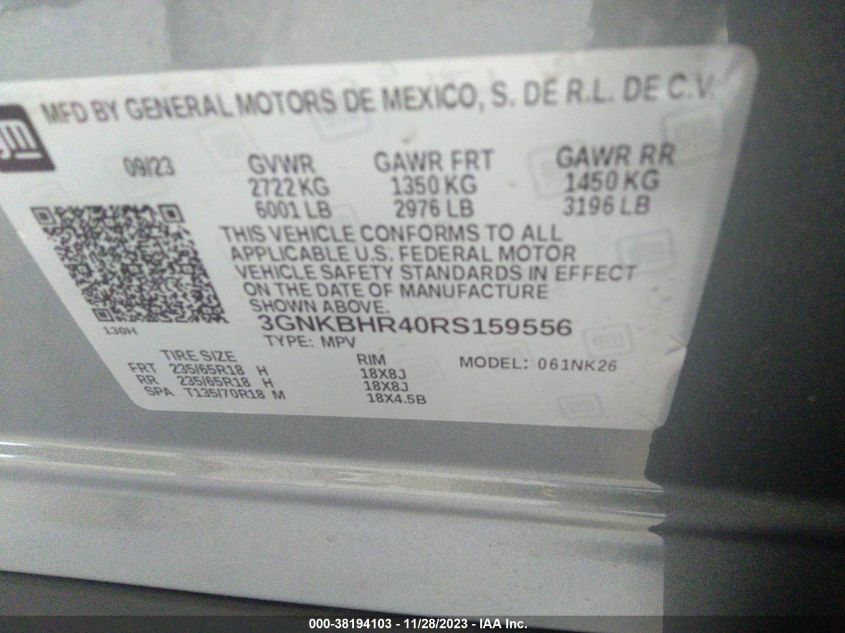 gm
MFD BY GENERAL MOTORS DE MEXICO, S. DE R.L. DE C.V
09/23 GVWR GAWR FRT GAWR RR
2722 KG 1350 KG 1450 KG
6001 LB 2976 LB 3196 LB
THIS VEHICLE CONFORMS TO ALL
APPLICABLE U.S. FEDERAL MOTOR
VEHICLE SAFETY STANDARDS IN EFFECT
ON THE DATE OF MANUFACTURE
SHOWN ABOVE.
130H 3GNKBHR40RS159556
TYPE: MPV
TIRE SIZE RIM MODEL: 061NK26
FRT 235/65R18 H 18X8J
RR 235/65R18 H 18X8J
SPA T135/70R18 M 18X4.5B
000-38194103 - 11/28/2023 - IAA Inc.